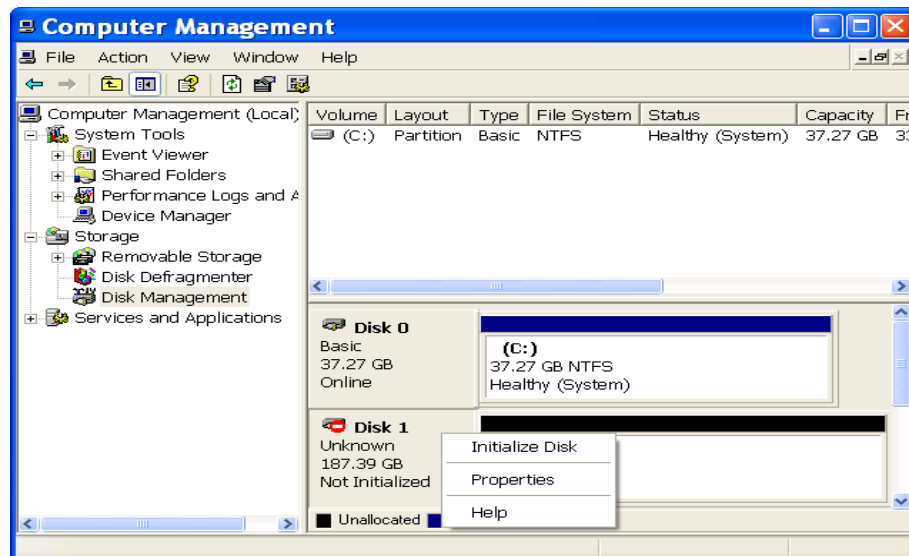 Computer Management
File Action View Window Help
Computer Management (Local)
System Tools
Event Viewer
Shared Folders
Performance Logs and A
Device Manager
Storage
Removable Storage
Disk Defragmenter
Disk Management
Services and Applications
Volume Layout Type File System Status Capacity Fr
(C:) Partition Basic NTFS Healthy (System) 37.27 GB 33
Disk 0
Basic
37.27 GB
Online
(C:)
37.27 GB NTFS
Healthy (System)
Disk 1
Unknown
187.39 GB
Not Initialized
Initialize Disk
Properties
Help
Unallocated